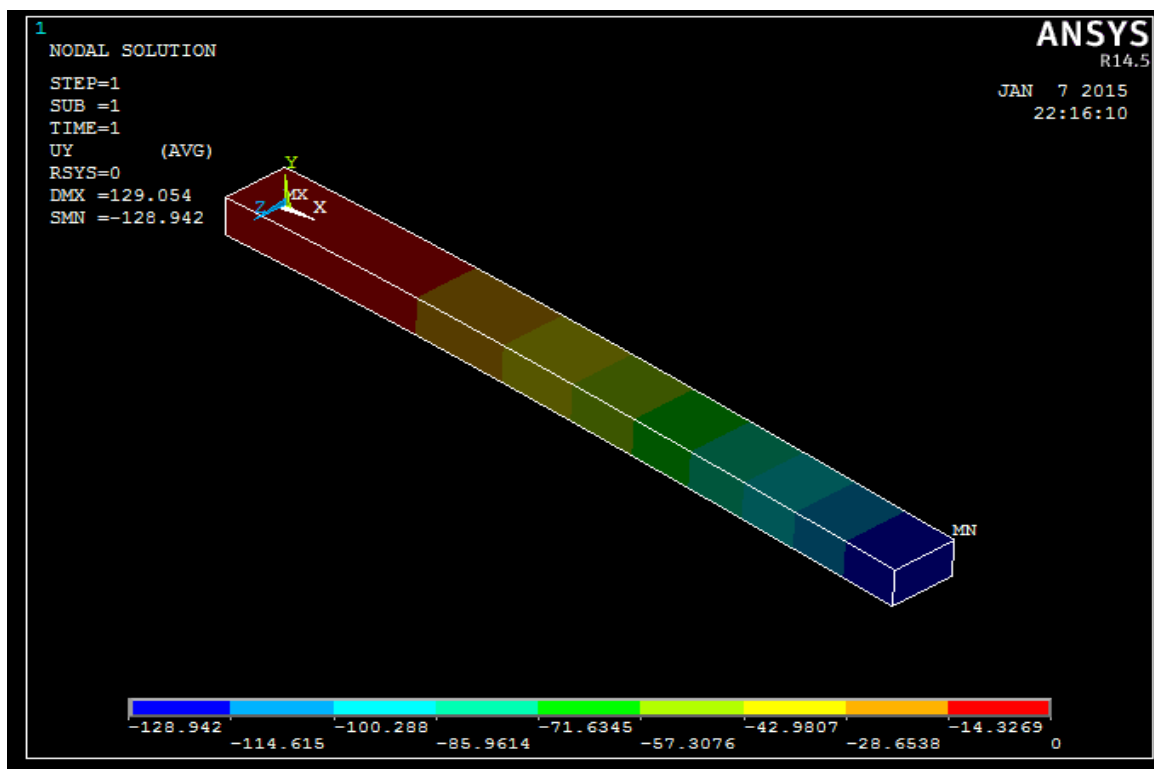 1
NODAL SOLUTION
STEP=1
SUB =1
TIME=1
UY (AVG)
RSYS=0
DMX =129.054
SMN =-128.942
ANSYS
R14.5
JAN 7 2015
22:16:10
Y
MX
Z X
MN
-128.942 -100.288 -71.6345 -42.9807 -14.3269
-114.615 -85.9614 -57.3076 -28.6538 0